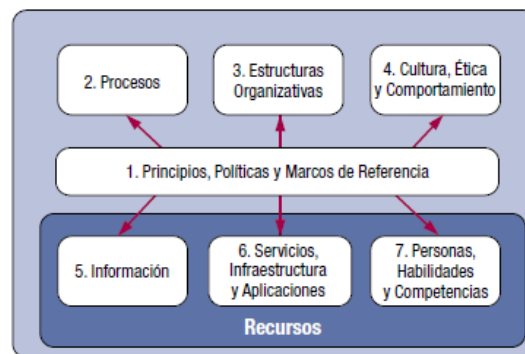 2. Procesos
3. Estructuras
Organizativas
4. Cultura, Ética
y Comportamiento
1. Principios, Políticas y Marcos de Referencia
5. Información
6. Servicios,
Infraestructura
y Aplicaciones
7. Personas,
Habilidades
y Competencias
Recursos